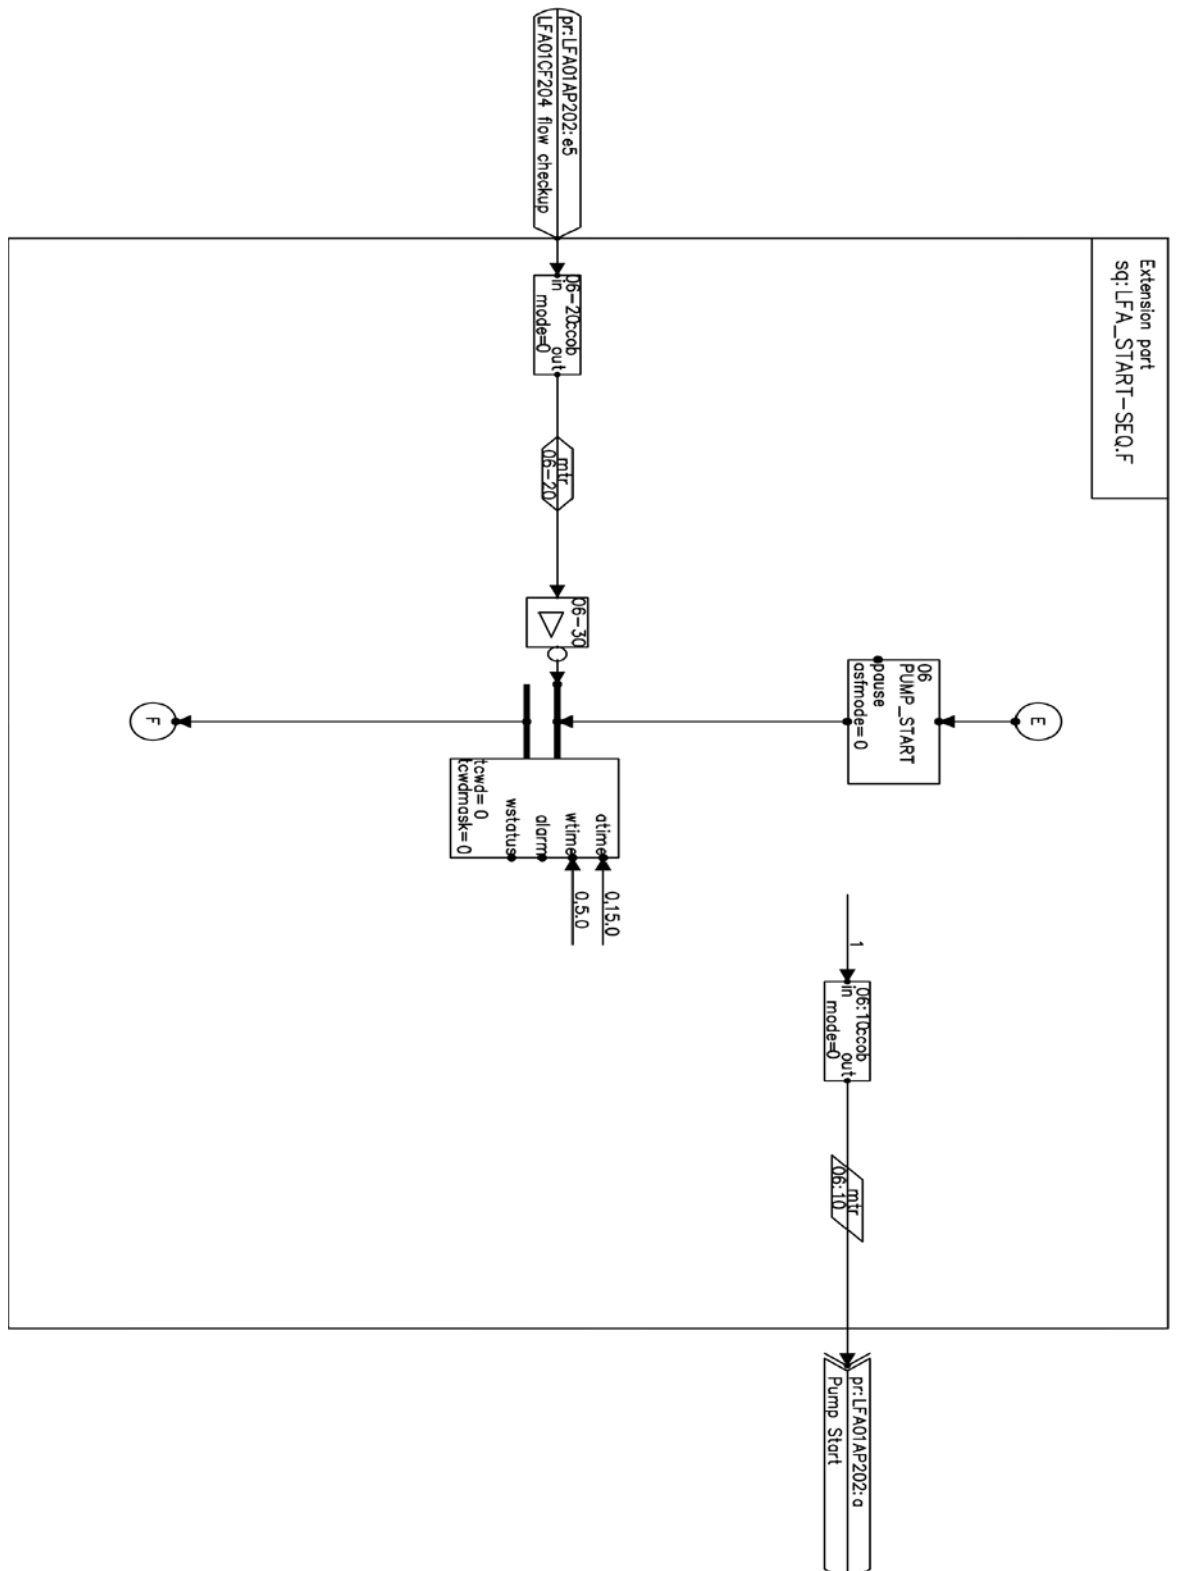 Extension part
sq:LFA_START-SEQ.F
E
06
PUMP_START
pause
asfmode=0
1
06:10ccob
in
out
mode=0
mtr
06:10
pr:LFA01AP202:a
Pump Start
pr:LFA01AP202:e5
LFA01CF204 flow checkup
06-20ccob
in
out
mode=0
mtr
06-20
06-30
atime
0,15.0
wtime
0,5.0
alarm
wstatus
tcwd=0
tcwdmask=0
F